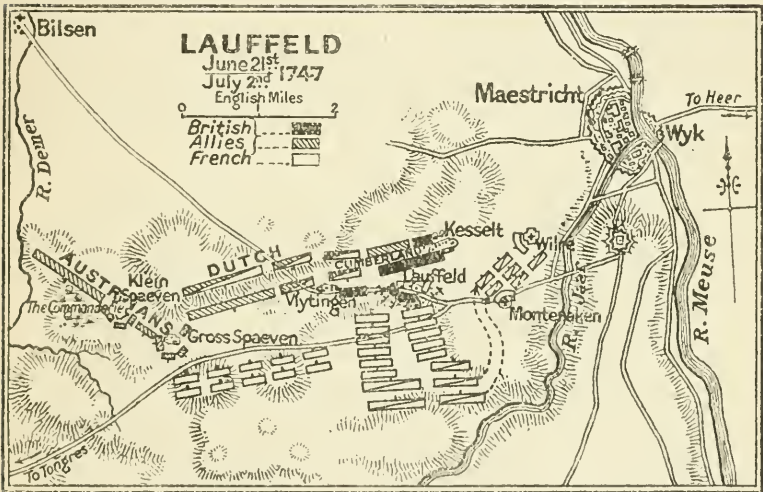 Bilsen
LAUFFELD
June 21st
July 2nd 1747
English Miles
0 2
British
Allies
French
Maestricht
To Heer
Wyk
R. Demer
DUTCH
Kesselt
CUMBERLAND
Wilre
AUSTRIANS
Klein
Spaeven
Lauffeld
Vlytingen
The Commanderie
Gross Spaeven
Montenaken
R. Jaar
R. Meuse
To Tongres